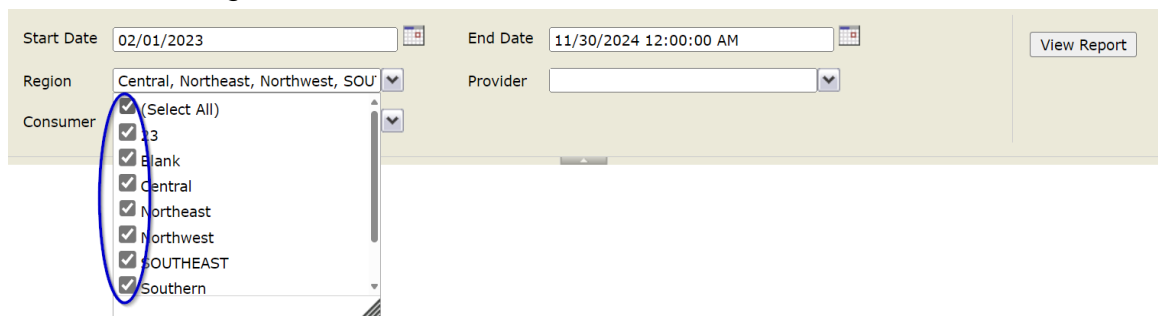 Start Date 02/01/2023 End Date 11/30/2024 12:00:00 AM View Report
Region Central, Northeast, Northwest, SOU Provider
Consumer
(Select All)
23
Blank
Central
Northeast
Northwest
SOUTHEAST
Southern